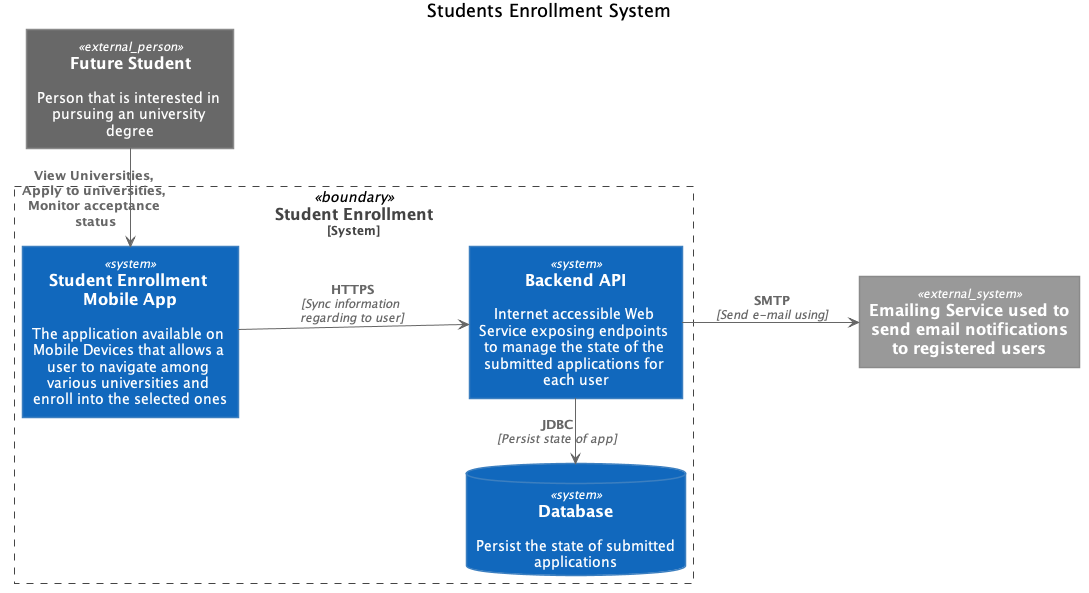 Students Enrollment System
«external_person»
Future Student
Person that is interested in
pursuing an university
degree
View Universities,
Apply to universities,
Monitor acceptance
status
«boundary»
Student Enrollment
[System]
«system»
Student Enrollment
Mobile App
The application available on
Mobile Devices that allows a
user to navigate among
various universities and
enroll into the selected ones
HTTPS
[Sync information
regarding to user]
«system»
Backend API
Internet accessible Web
Service exposing endpoints
to manage the state of the
submitted applications for
each user
SMTP
[Send e-mail using]
«external_system»
Emailing Service used to
send email notifications
to registered users
JDBC
[Persist state of app]
«system»
Database
Persist the state of submitted
applications